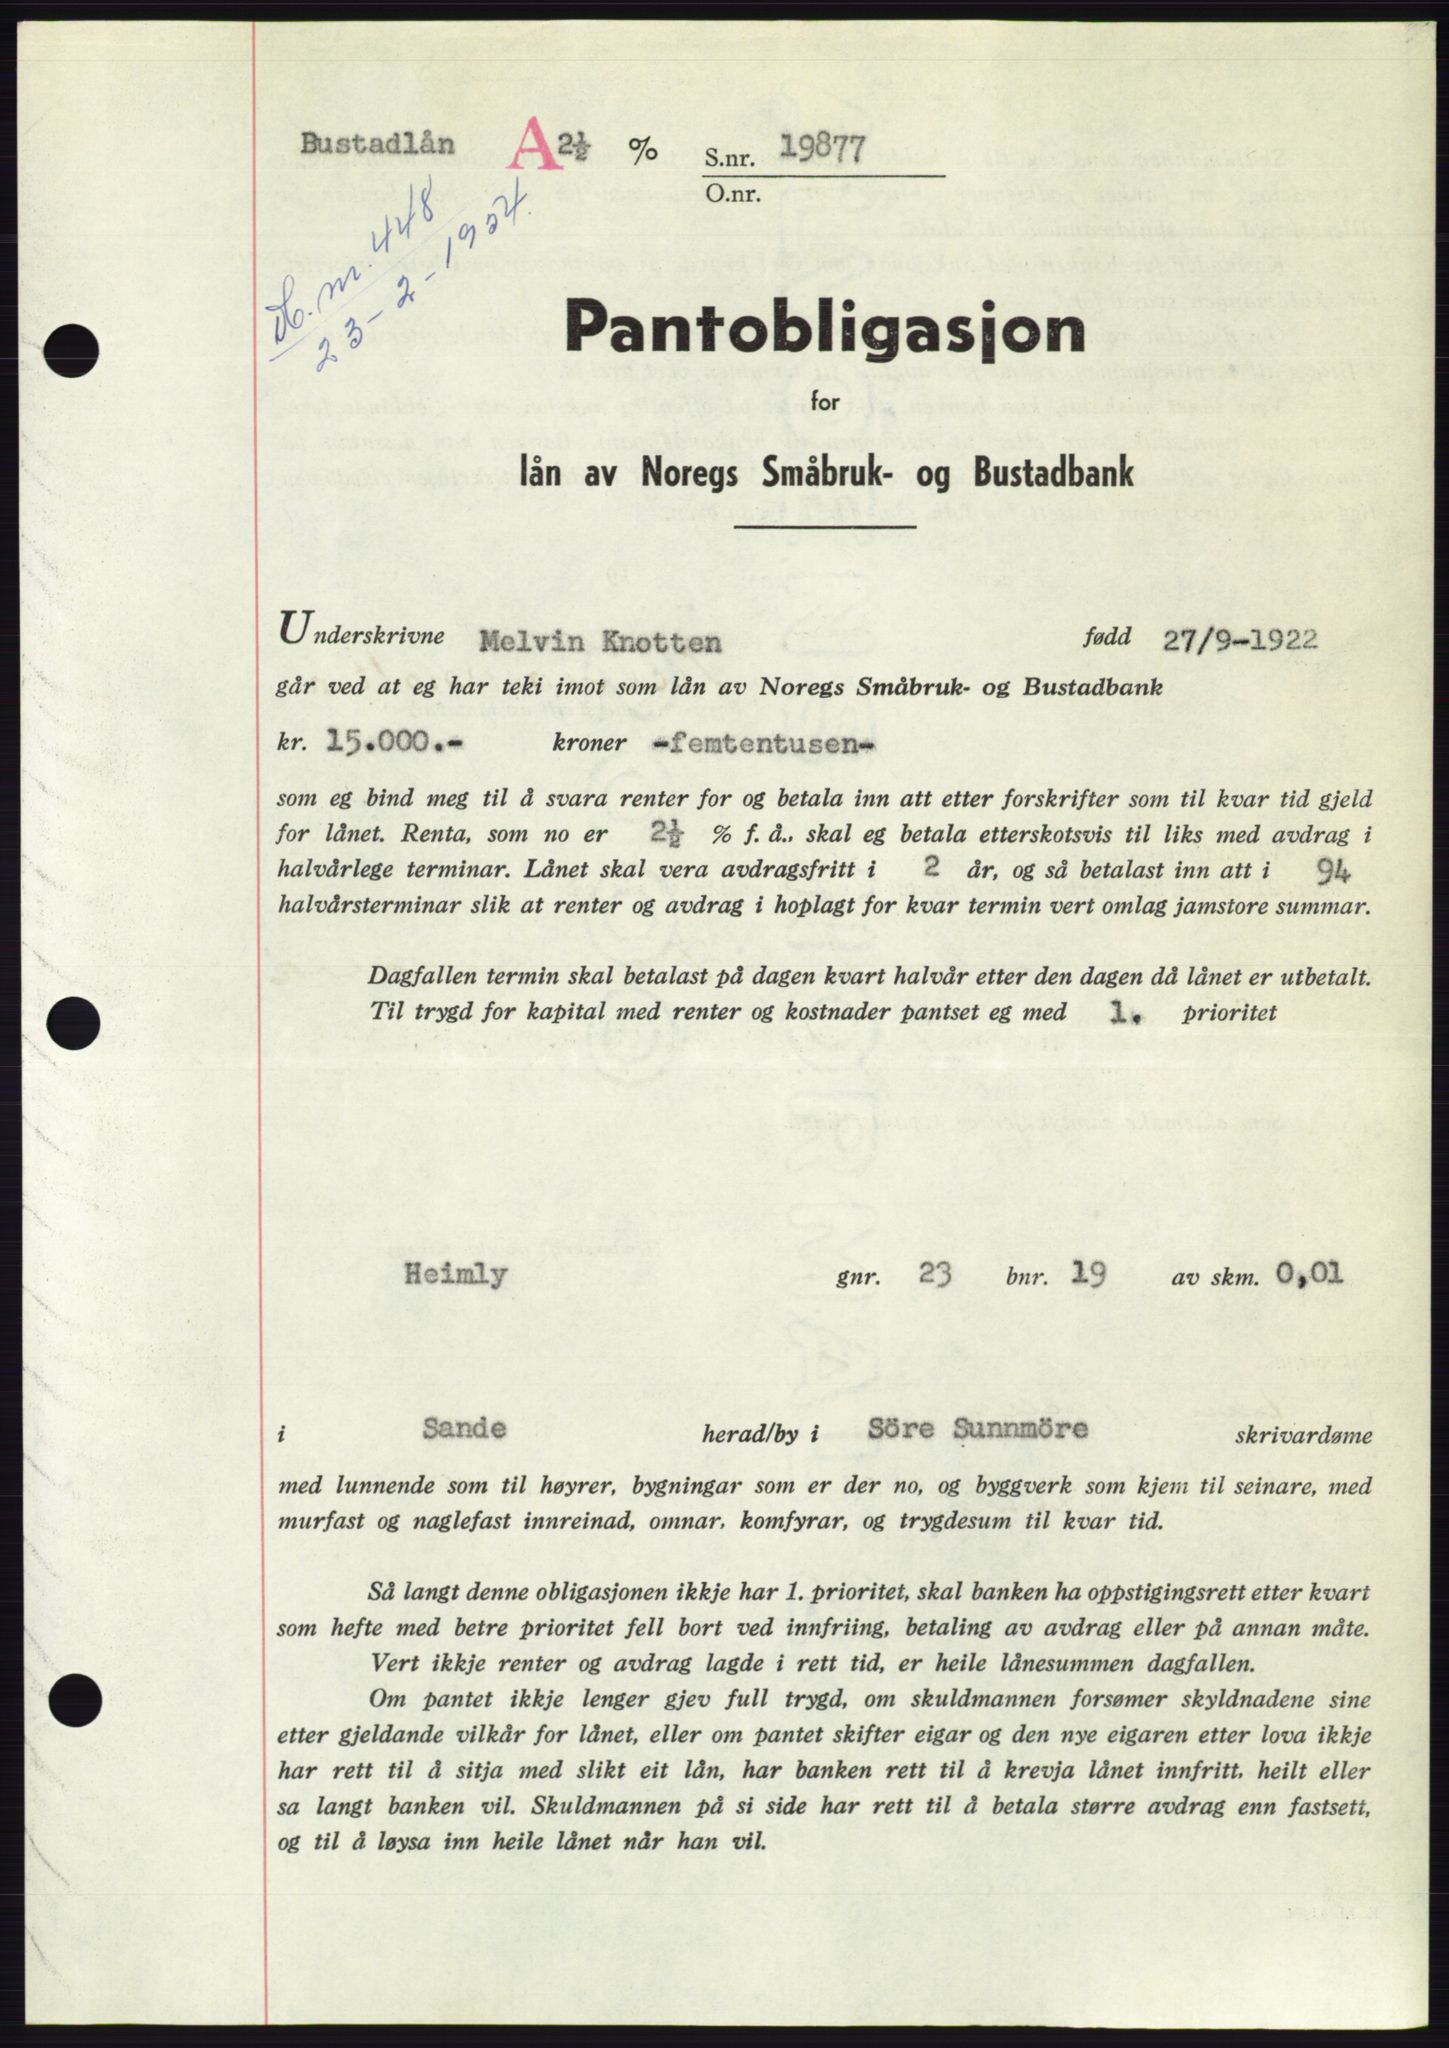 Bustadlån A 2½ % S.nr. 19877
O.nr.
nr. 448
23-2-1954.
Pantobligasjon
for
lån av Noregs Småbruk- og Bustadbank
Underskrivne Melvin Knotten fødd 27/9-1922
går ved at eg har teki imot som lån av Noregs Småbruk- og Bustadbank
kr. 15.000.- kroner -femtentusen-
som eg bind meg til å svara renter for og betala inn att etter forskrifter som til kvar tid gjeld
for lånet. Renta, som no er 2½ % f. å., skal eg betala etterskotsvis til liks med avdrag i
halvårlege terminar. Lånet skal vera avdragsfritt i 2 år, og så betalast inn att i 94
halvårsterminar slik at renter og avdrag i hoplagt for kvar termin vert omlag jamstore summar.
Dagfallen termin skal betalast på dagen kvart halvår etter den dagen då lånet er utbetalt.
Til trygd for kapital med renter og kostnader pantset eg med 1. prioritet
Heimly gnr. 23 bnr. 19 av skm. 0,01
i Sande herad/by i Söre Sunnmöre skrivardøme
med lunnende som til høyrer, bygningar som er der no, og byggverk som kjem til seinare, med
murfast og naglefast innreinad, omnar, komfyrar, og trygdesum til kvar tid.
Så langt denne obligasjonen ikkje har 1. prioritet, skal banken ha oppstigingsrett etter kvart
som hefte med betre prioritet fell bort ved innfriing, betaling av avdrag eller på annan måte.
Vert ikkje renter og avdrag lagde i rett tid, er heile lånesummen dagfallen.
Om pantet ikkje lenger gjev full trygd, om skuldmannen forsømer skyldnadene sine
etter gjeldande vilkår for lånet, eller om pantet skifter eigar og den nye eigaren etter lova ikkje
har rett til å sitja med slikt eit lån, har banken rett til å krevja lånet innfritt, heilt eller
sa langt banken vil. Skuldmannen på si side har rett til å betala større avdrag enn fastsett,
og til å løysa inn heile lånet når han vil.